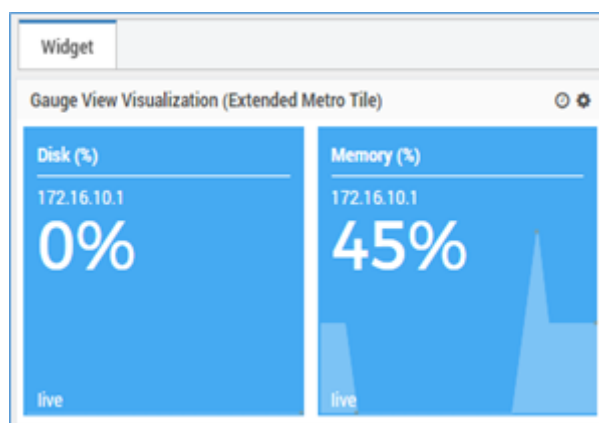 Widget
Gauge View Visualization (Extended Metro Tile)
Disk (%)
172.16.10.1
0%
live
Memory (%)
172.16.10.1
45%
live